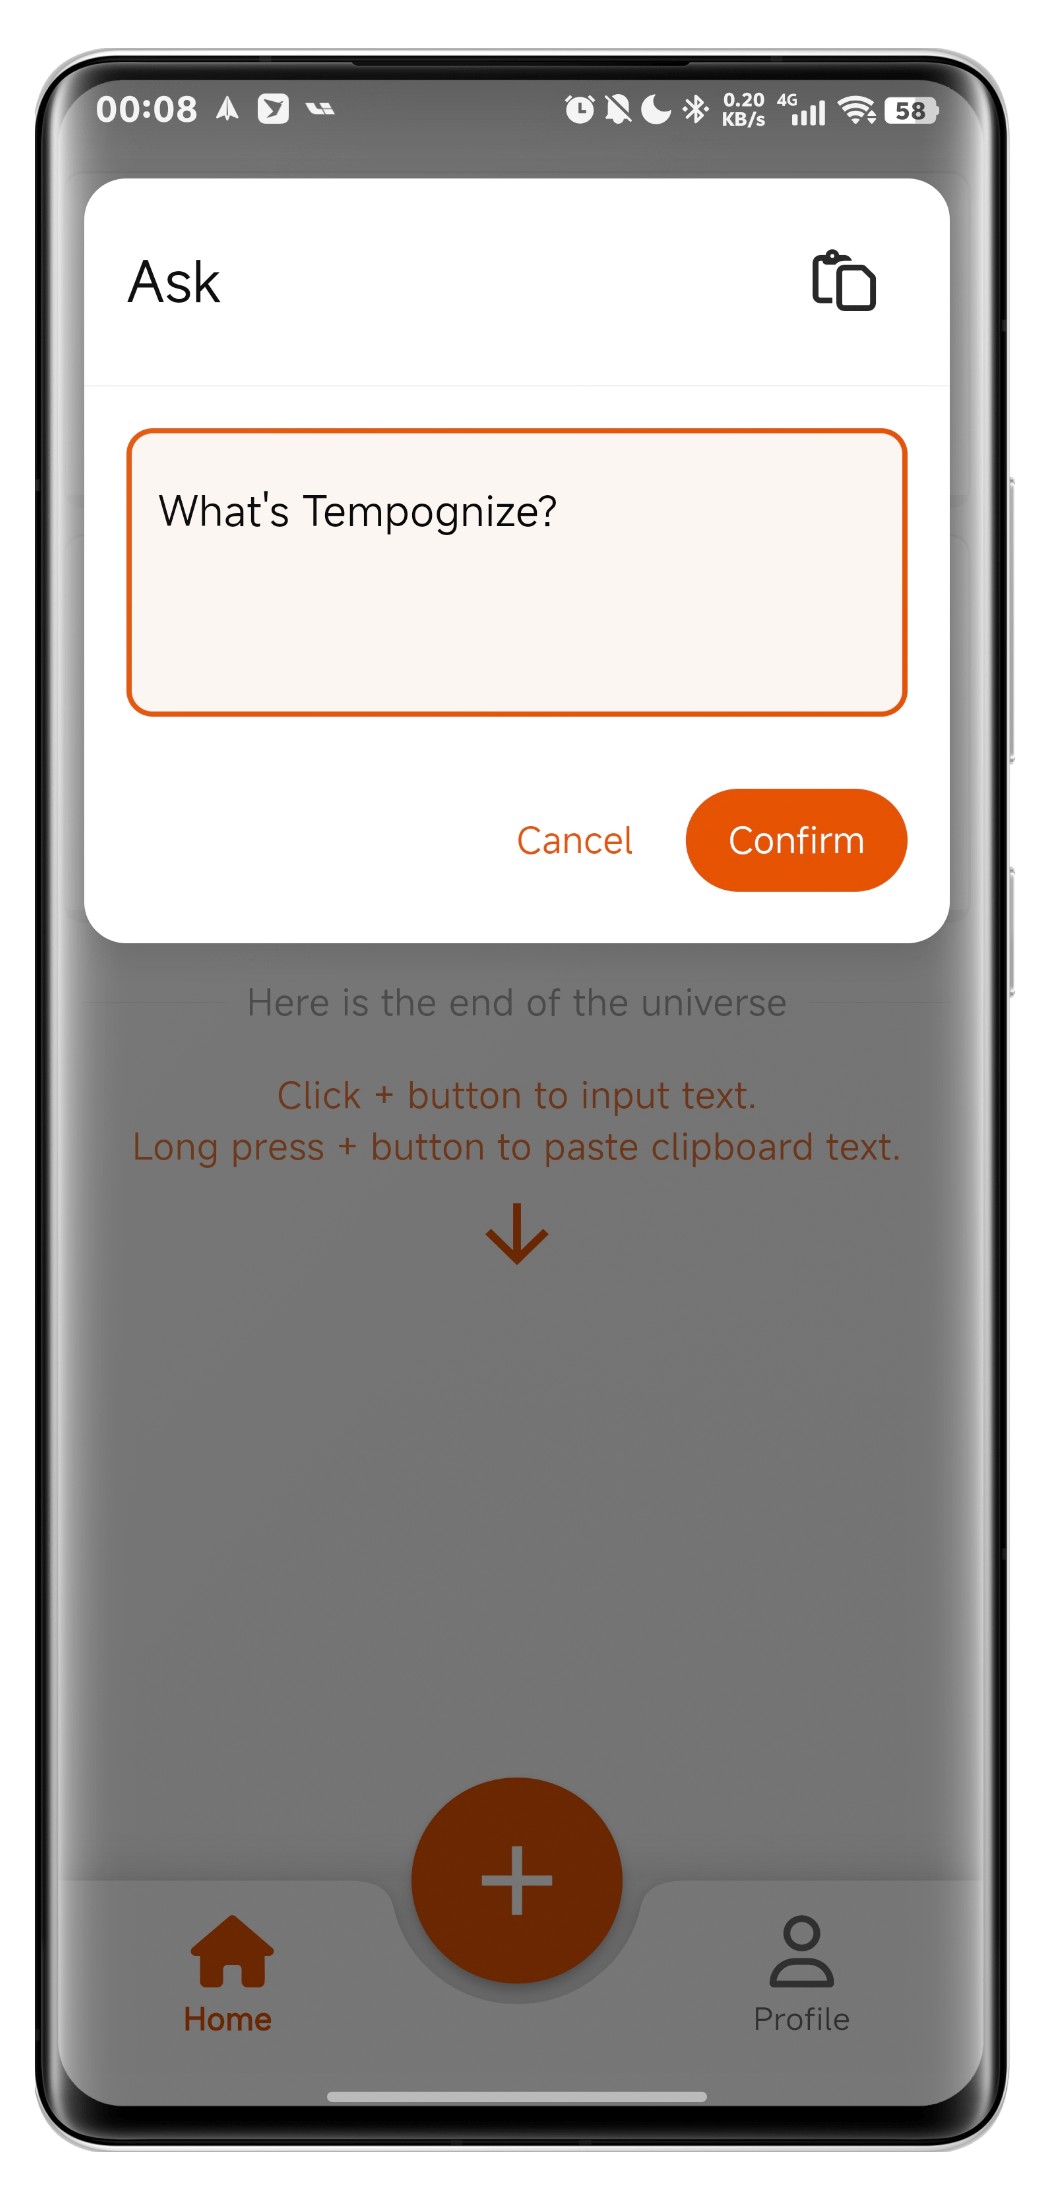 00:08
0.20
KB/s
4G
58
Ask
What's Tempognize?
Cancel
Confirm
Here is the end of the universe
Click + button to input text.
Long press + button to paste clipboard text.
Home
Profile